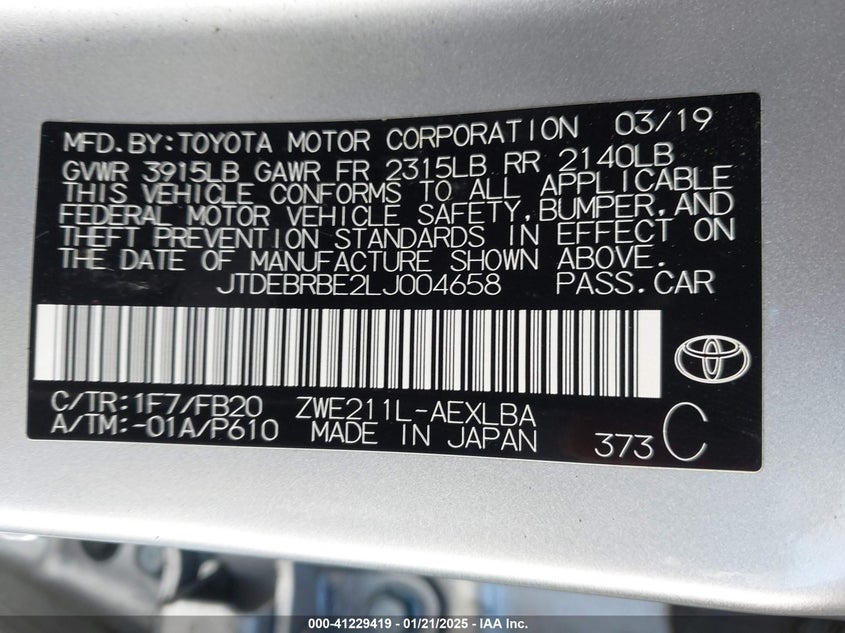 MFD.BY:TOYOTA MOTOR CORPORATION 03/19
GVWR 3915LB GAWR FR 2315LB RR 2140LB
THIS VEHICLE CONFORMS TO ALL APPLICABLE
FEDERAL MOTOR VEHICLE SAFETY,BUMPER,AND
THEFT PREVENTION STANDARDS IN EFFECT ON
THE DATE OF MANUFACTURE SHOWN ABOVE.
JTDEBRBE2LJ004658 PASS.CAR
C/TR:1F7/FB20 ZWE211L-AEXLBA
A/TM:-01A/P610 MADE IN JAPAN 373 C
000-41229419 - 01/21/2025 - IAA Inc.